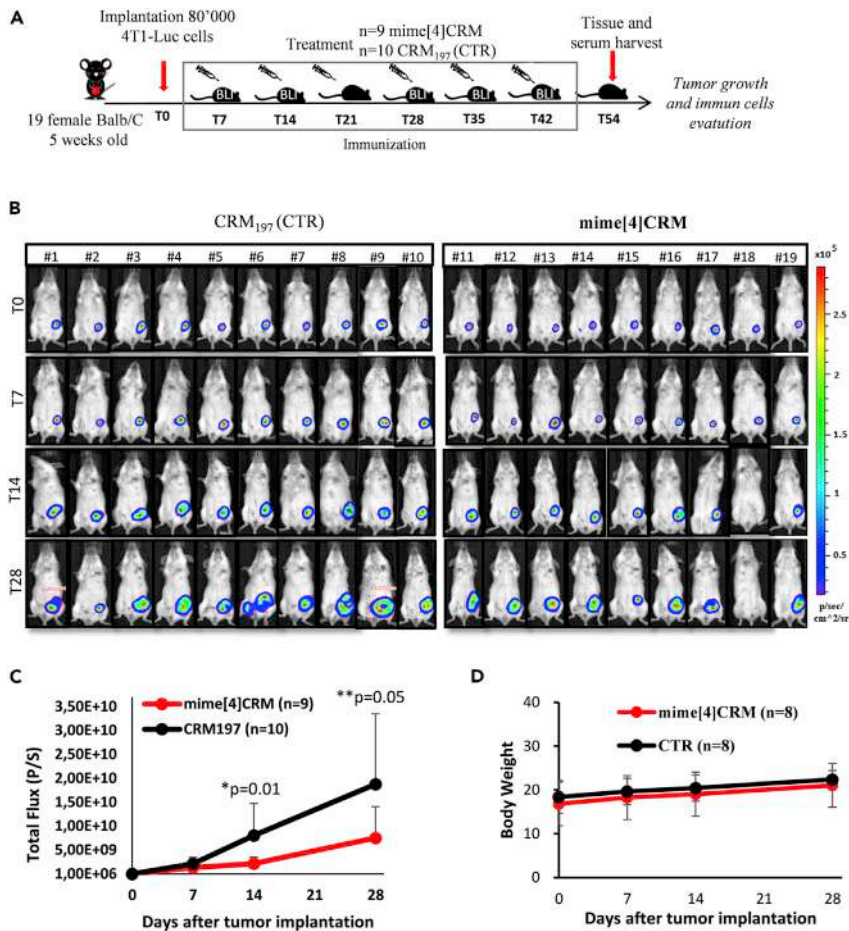 A
Implantation 80’000
4T1-Luc cells
Treatment
n=9 mime[4]CRM
n=10 CRM197 (CTR)
Tissue and
serum harvest
BLI BLI BLI BLI BLI
19 female Balb/C
5 weeks old
T0 T7 T14 T21 T28 T35 T42 T54
Immunization
Tumor growth
and immun cells
evatution
B
CRM197 (CTR)
mime[4]CRM
#1 #2 #3 #4 #5 #6 #7 #8 #9 #10
#11 #12 #13 #14 #15 #16 #17 #18 #19
T0
T7
T14
T28
x10^5
2.5
2
1.5
1
0.5
p/sec/
cm^2/sr
C
mime[4]CRM (n=9)
CRM197 (n=10)
*p=0.01
**p=0.05
Total Flux (P/S)
3,50E+10
3,00E+10
2,50E+10
2,00E+10
1,50E+10
1,00E+10
5,00E+09
1,00E+06
0 7 14 21 28
Days after tumor implantation
D
mime[4]CRM (n=8)
CTR (n=8)
Body Weight
40
30
20
10
0
0 7 14 21 28
Days after tumor implantation